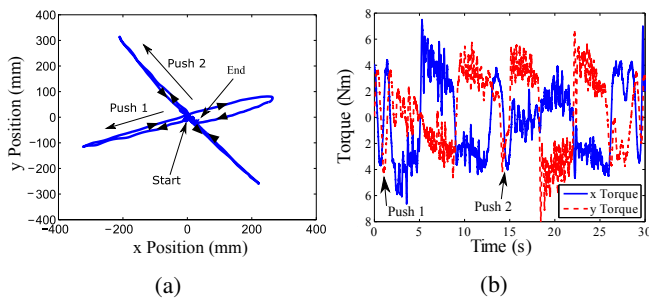 400
300
200
100
0
−100
−200
−300
−400
−400
−200
0
200
400
y Position (mm)
x Position (mm)
Push 2
End
Push 1
Start
(a)
8
6
4
2
0
2
4
6
8
0
5
10
15
20
25
30
Torque (Nm)
Time (s)
Push 1
Push 2
x Torque
y Torque
(b)